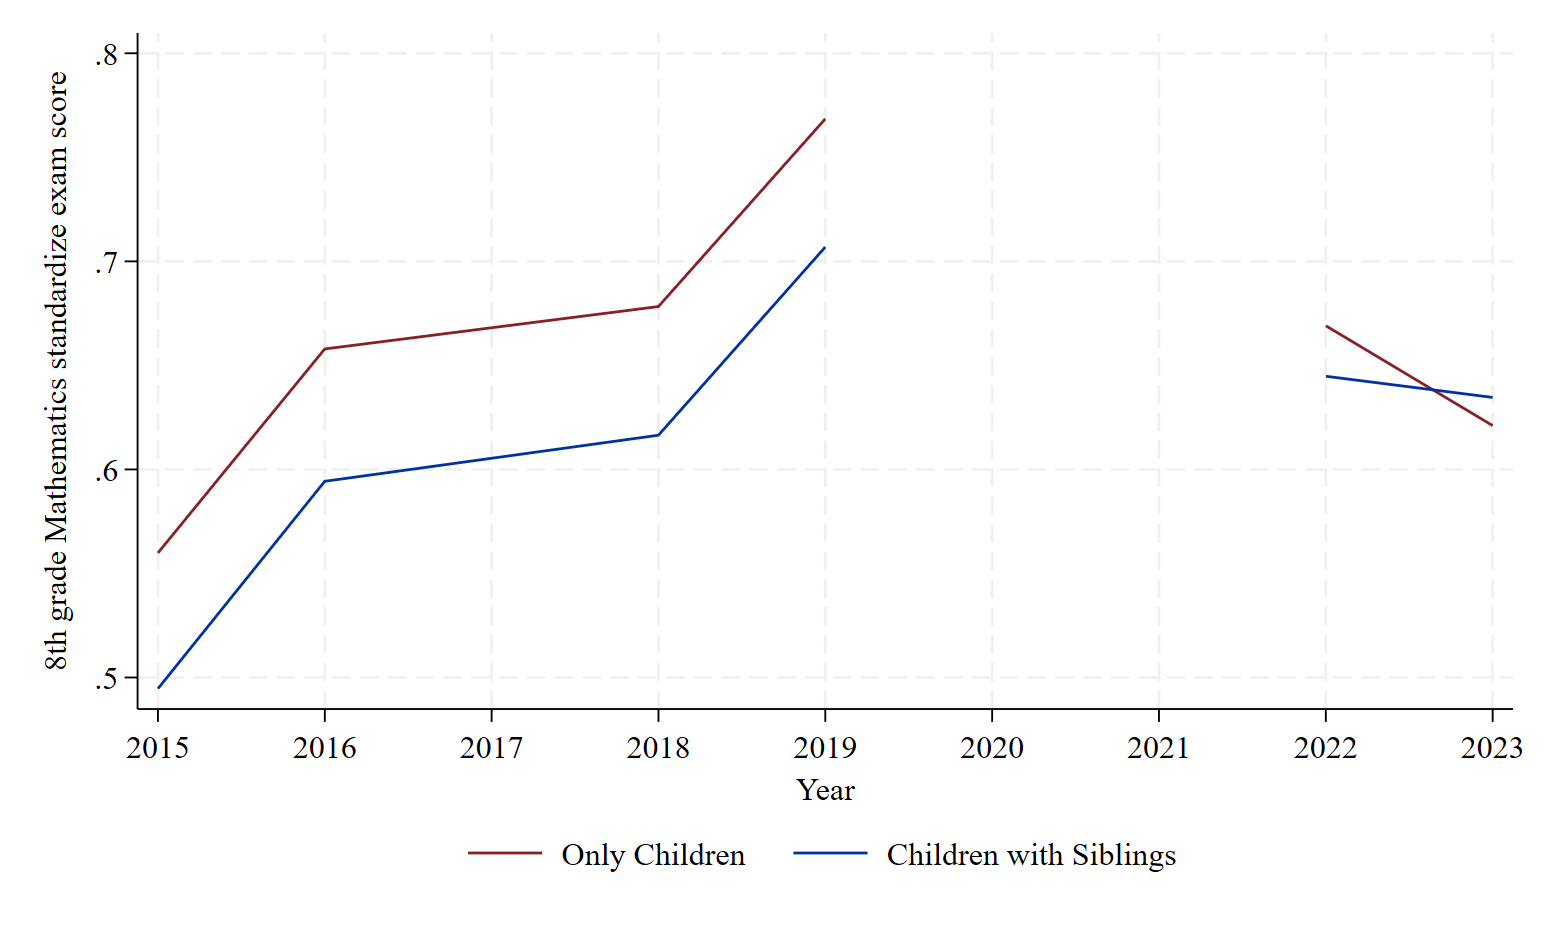 8th grade Mathematics standardize exam score
.8
.7
.6
.5
2015 2016 2017 2018 2019 2020 2021 2022 2023
Year
Only Children Children with Siblings